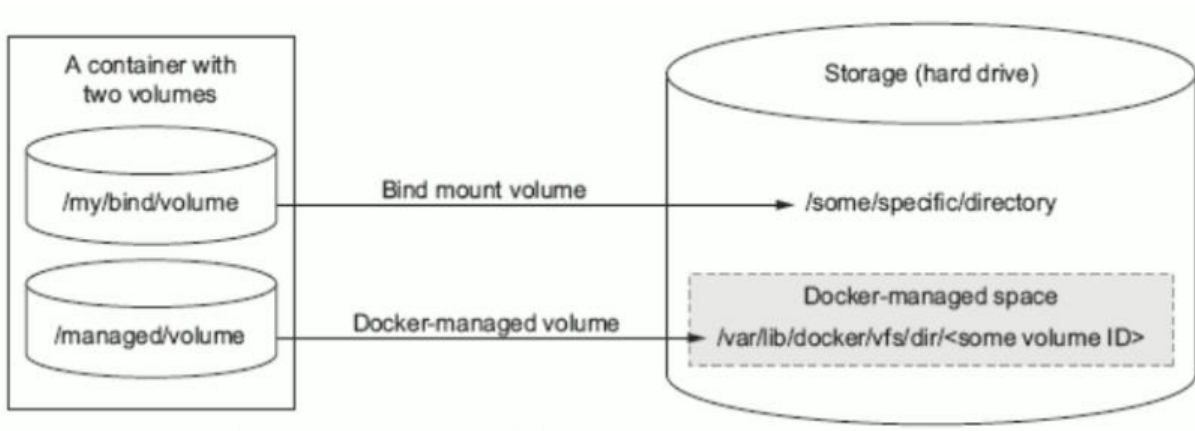 A container with
two volumes
Storage (hard drive)
/my/bind/volume
Bind mount volume
/some/specific/directory
Docker-managed space
/managed/volume
Docker-managed volume
/var/lib/docker/vfs/dir/<some volume ID>